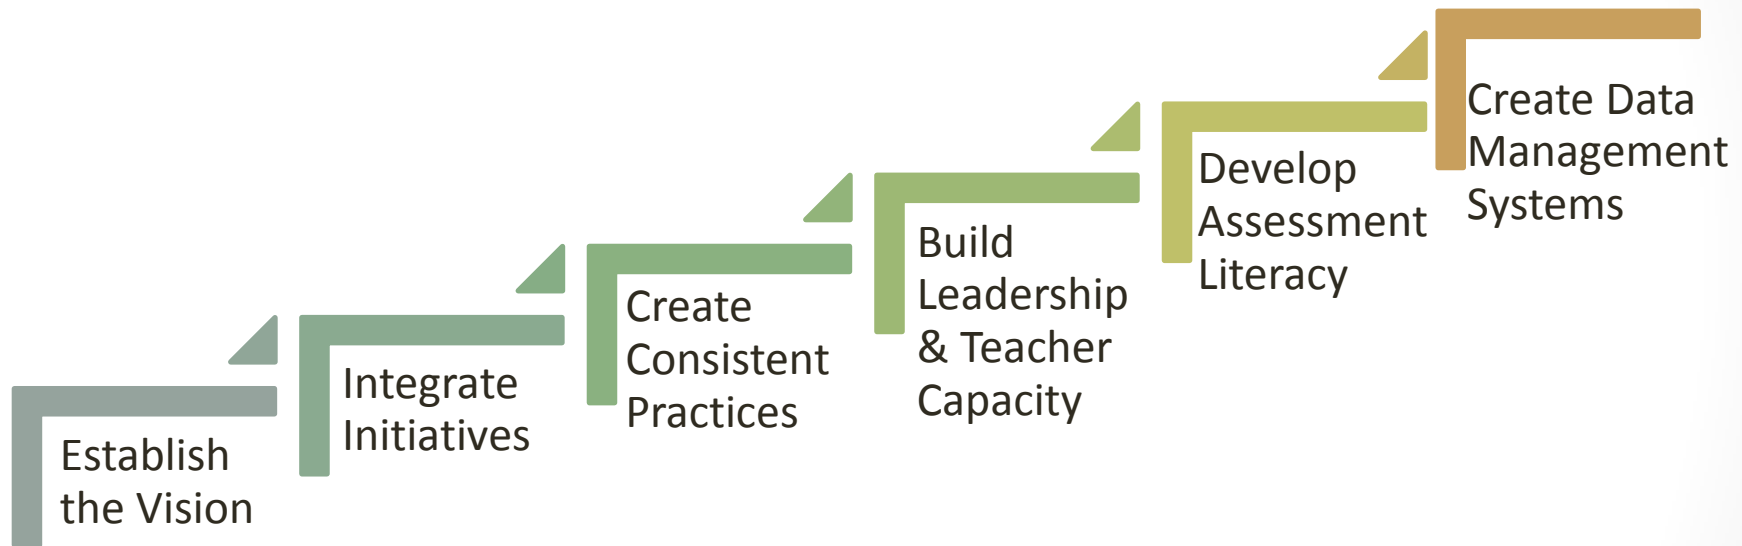 Establish
the Vision
Integrate
Initiatives
Create
Consistent
Practices
Build
Leadership
& Teacher
Capacity
Develop
Assessment
Literacy
Create Data
Management
Systems